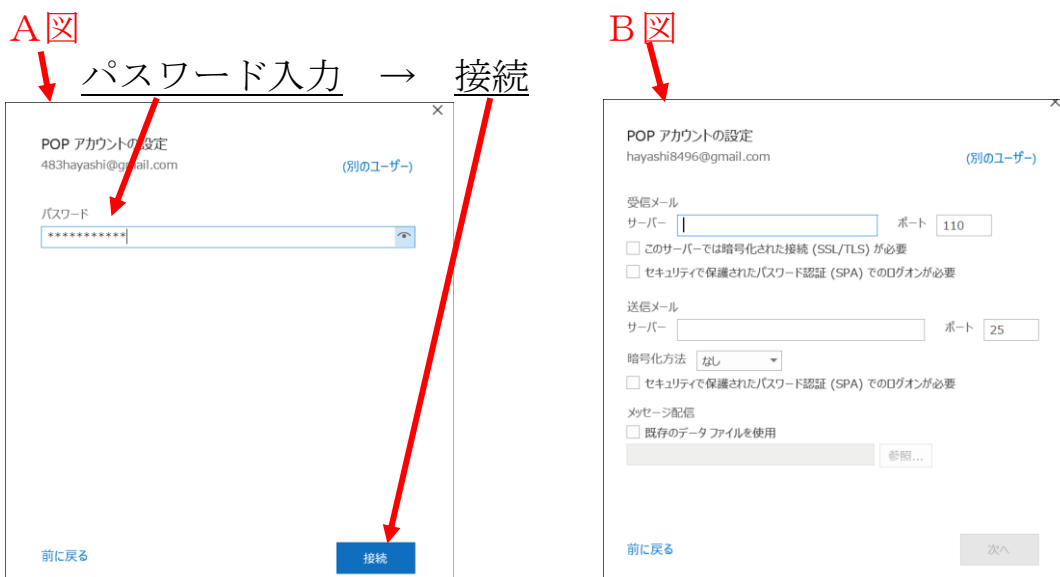 A図
パスワード入力 → 接続
×
POP アカウントの設定
483hayashi@gmail.com
(別のユーザー)
パスワード
***********
前に戻る
接続
B図
×
POP アカウントの設定
hayashi8496@gmail.com
(別のユーザー)
受信メール
サーバー ポート 110
このサーバーでは暗号化された接続 (SSL/TLS) が必要
セキュリティで保護されたパスワード認証 (SPA) でのログオンが必要
送信メール
サーバー ポート 25
暗号化方法 なし
セキュリティで保護されたパスワード認証 (SPA) でのログオンが必要
メッセージ配信
既存のデータ ファイルを使用
参照...
前に戻る
次へ